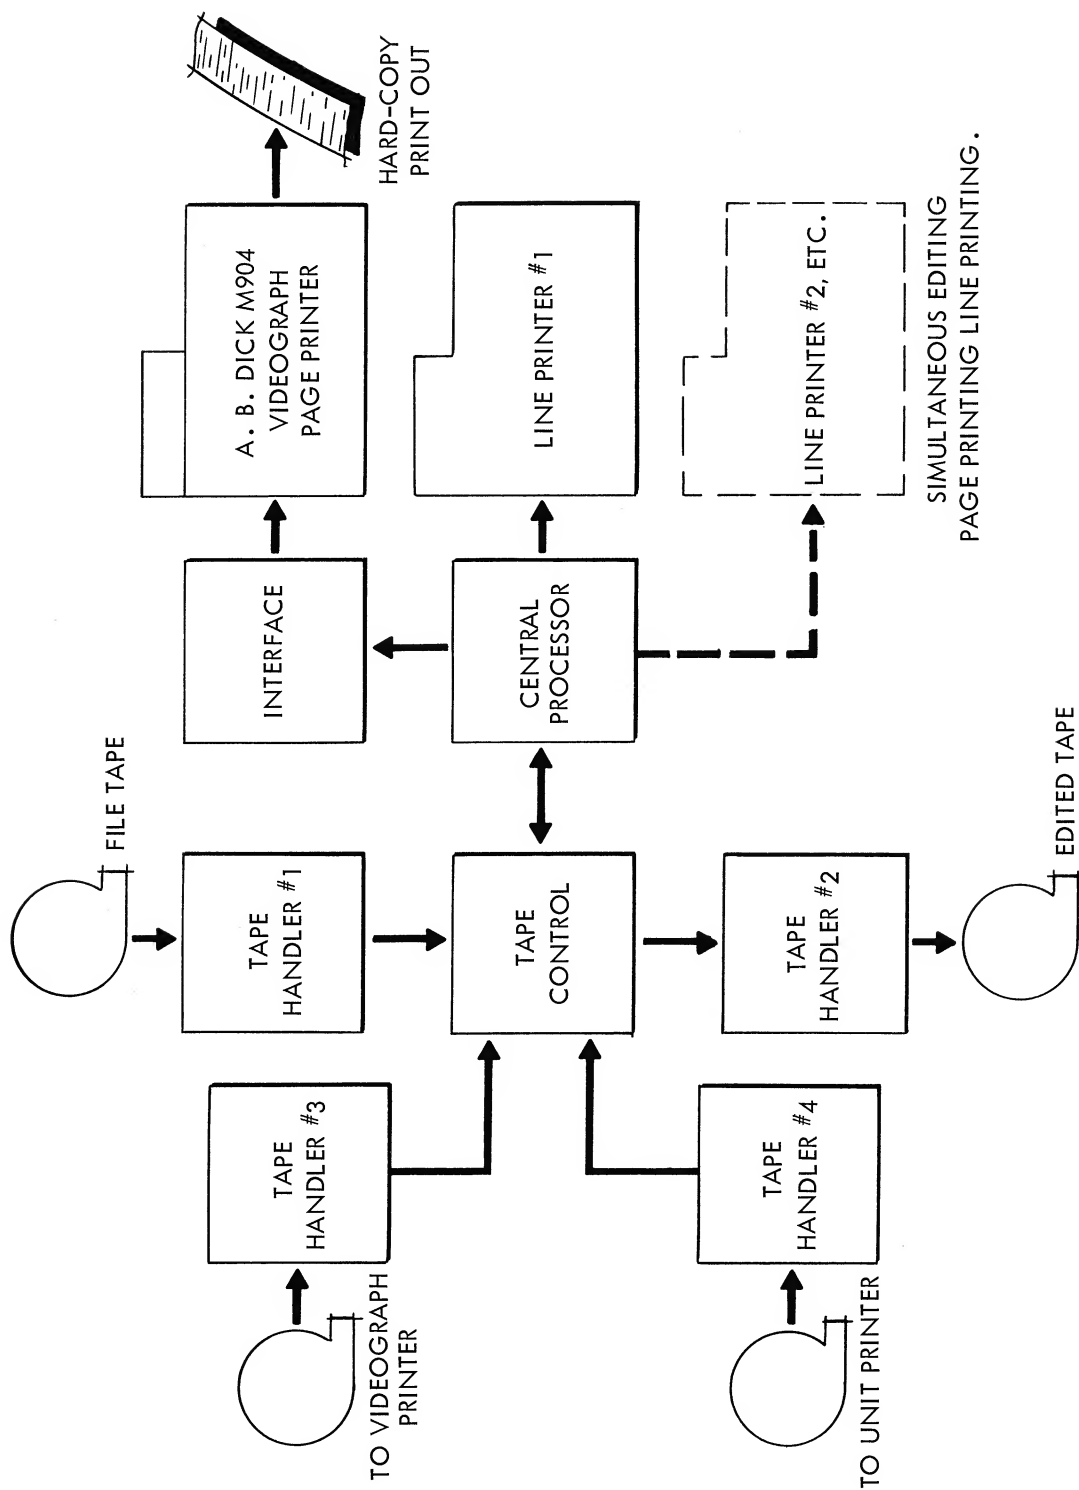 TO VIDEOGRAPH
PRINTER
TAPE
HANDLER #3
FILE TAPE
TAPE
HANDLER #1
INTERFACE
A. B. DICK M904
VIDEOGRAPH
PAGE PRINTER
HARD-COPY
PRINT OUT
TAPE
CONTROL
CENTRAL
PROCESSOR
LINE PRINTER #1
TO UNIT PRINTER
TAPE
HANDLER #4
TAPE
HANDLER #2
EDITED TAPE
LINE PRINTER #2, ETC.
SIMULTANEOUS EDITING
PAGE PRINTING LINE PRINTING.